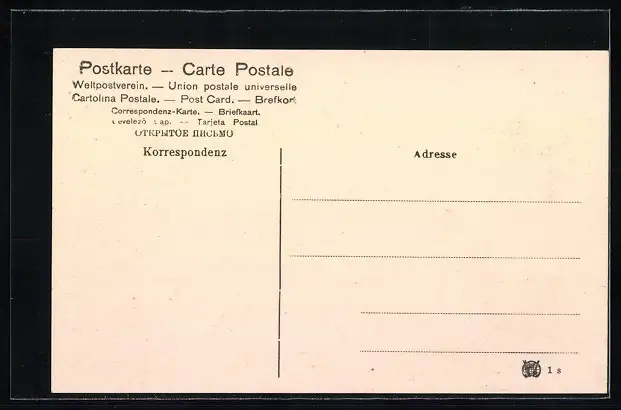 Postkarte — Carte Postale
Weltpostverein. — Union postale universelle
Cartolina Postale. — Post Card. — Brefkort
Correspondenz-Karte. — Briefkaart.
— Tarjeta Postal
ОТКРЫТОЕ ПИСЬМО
Korrespondenz
Adresse
1 8